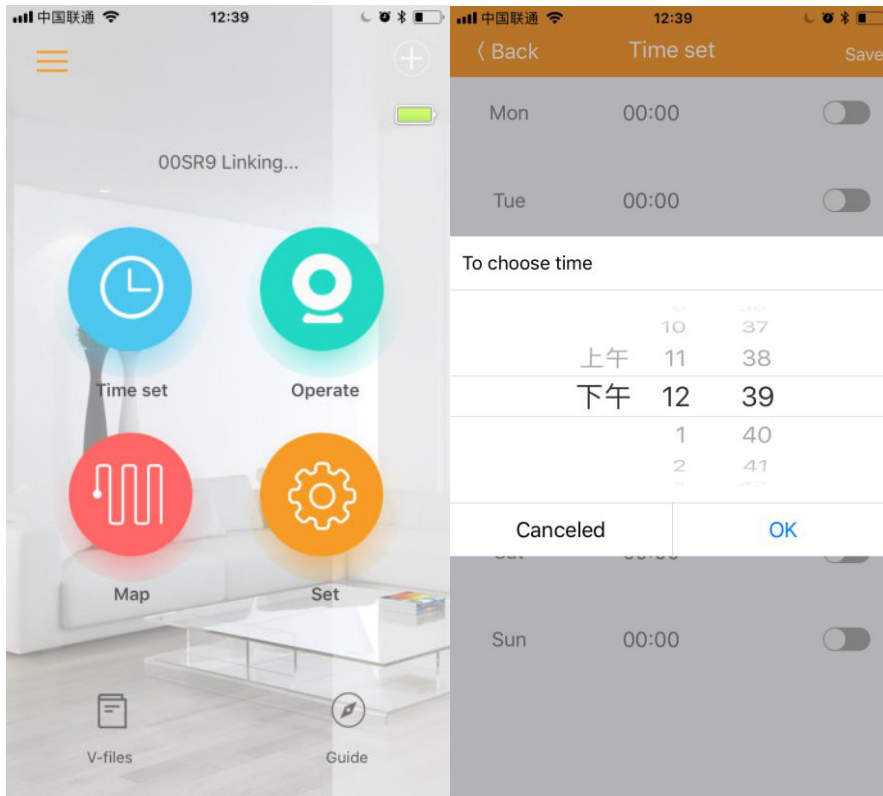 中国联通 12:39
00SR9 Linking...
Time set Operate
Map Set
V-files Guide
中国联通 12:39
Back Time set Save
Mon 00:00
Tue 00:00
To choose time
10 37
上午 11 38
下午 12 39
1 40
2 41
Canceled OK
Sun 00:00